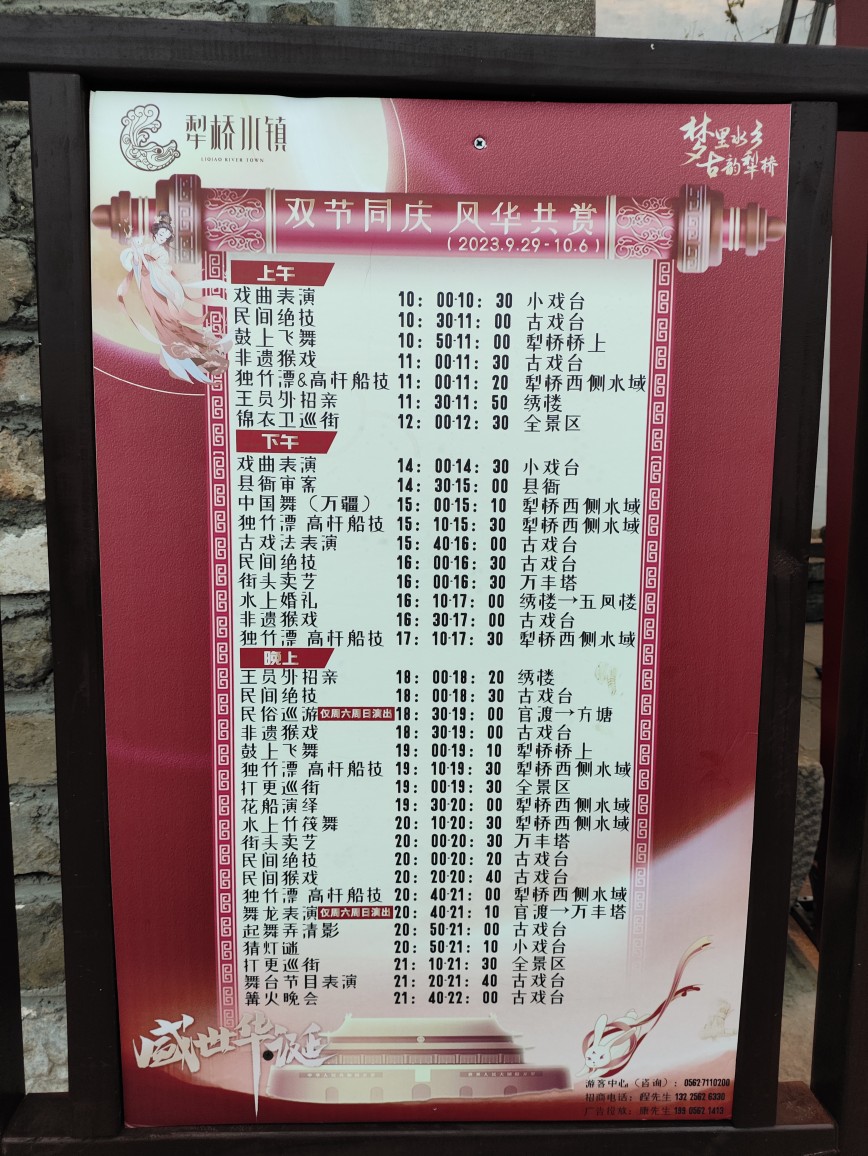 犁桥水镇
LIQIAO RIVER TOWN
梦里水乡
古韵犁桥
双节同庆 风华共赏
(2023.9.29-10.6)
上午
戏曲表演 10：00-10：30 小戏台
民间绝技 10：30-11：00 古戏台
鼓上飞舞 10：50-11：00 犁桥桥上
非遗猴戏 11：00-11：30 古戏台
独竹漂&高杆船技 11：00-11：20 犁桥西侧水域
王员外招亲 11：30-11：50 绣楼
锦衣卫巡街 12：00-12：30 全景区
下午
戏曲表演 14：00-14：30 小戏台
县衙审案 14：30-15：00 县衙
中国舞（万疆） 15：00-15：10 犁桥西侧水域
独竹漂 高杆船技 15：10-15：30 犁桥西侧水域
古戏法表演 15：40-16：00 古戏台
民间绝技 16：00-16：30 古戏台
街头卖艺 16：00-16：30 万丰塔
水上婚礼 16：10-17：00 绣楼→五凤楼
非遗猴戏 16：30-17：00 古戏台
独竹漂 高杆船技 17：10-17：30 犁桥西侧水域
晚上
王员外招亲 18：00-18：20 绣楼
民间绝技 18：00-18：30 古戏台
民俗巡游 仅周六周日演出 18：30-19：00 官渡→方塘
非遗猴戏 18：30-19：00 古戏台
鼓上飞舞 19：00-19：10 犁桥桥上
独竹漂 高杆船技 19：10-19：30 犁桥西侧水域
打更巡街 19：00-19：30 全景区
花船演绎 19：30-20：00 犁桥西侧水域
水上竹筏舞 20：10-20：30 犁桥西侧水域
街头卖艺 20：00-20：30 万丰塔
民间绝技 20：00-20：20 古戏台
民间猴戏 20：20-20：40 古戏台
独竹漂 高杆船技 20：40-21：00 犁桥西侧水域
舞龙表演 仅周六周日演出 20：40-21：10 官渡→万丰塔
起舞弄清影 20：50-21：00 古戏台
猜灯谜 20：50-21：10 小戏台
打更巡街 21：10-21：30 全景区
舞台节目表演 21：20-21：40 古戏台
篝火晚会 21：40-22：00 古戏台
盛世华诞
游客中心（咨询）：0562-7110200
招商电话：程先生 132 2562 6330
广告投放：唐先生 189 0562 1413